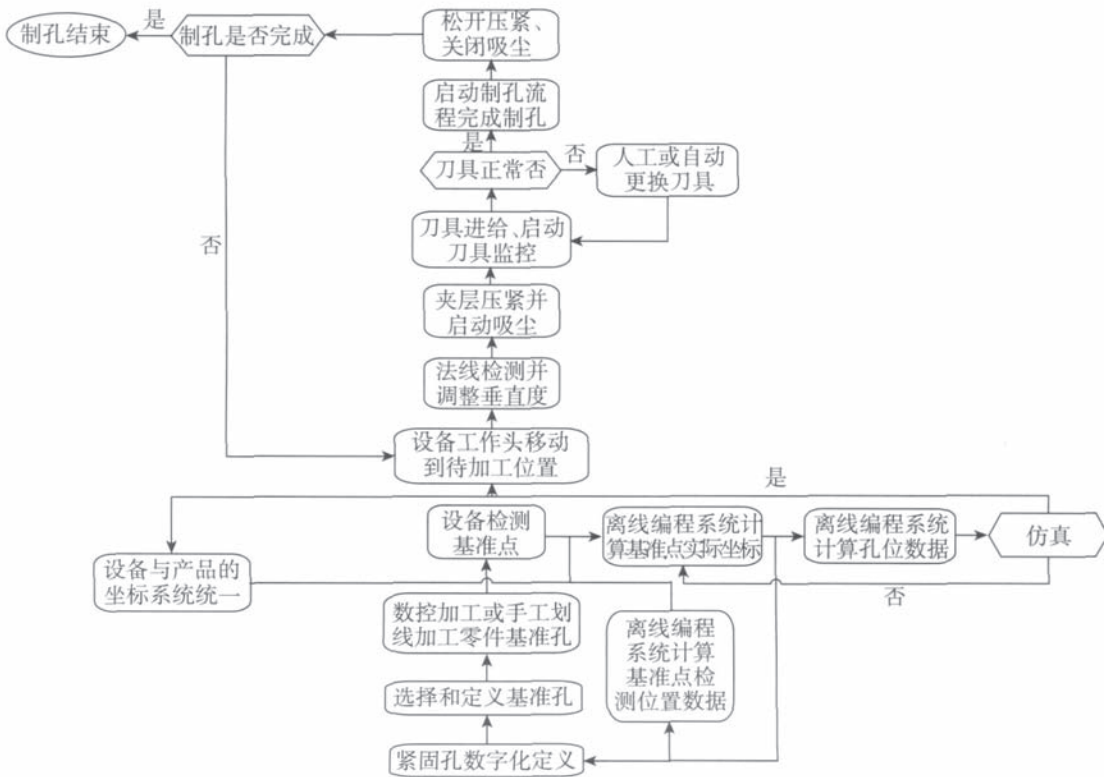 制孔结束
是
制孔是否完成
松开压紧、
关闭吸尘
启动制孔流
程完成制孔
是
刀具正常否
否
人工或自动
更换刀具
刀具进给、启动
刀具监控
否
夹层压紧并
启动吸尘
法线检测并
调整垂直度
设备工作头移动
到待加工位置
是
设备检测
基准点
离线编程系统计
算基准点实际坐标
离线编程系统
计算孔位数据
仿真
否
设备与产品的
坐标系统统一
数控加工或手工划
线加工零件基准孔
离线编程
系统计算
基准点检
测位置数据
选择和定义基准孔
紧固孔数字化定义